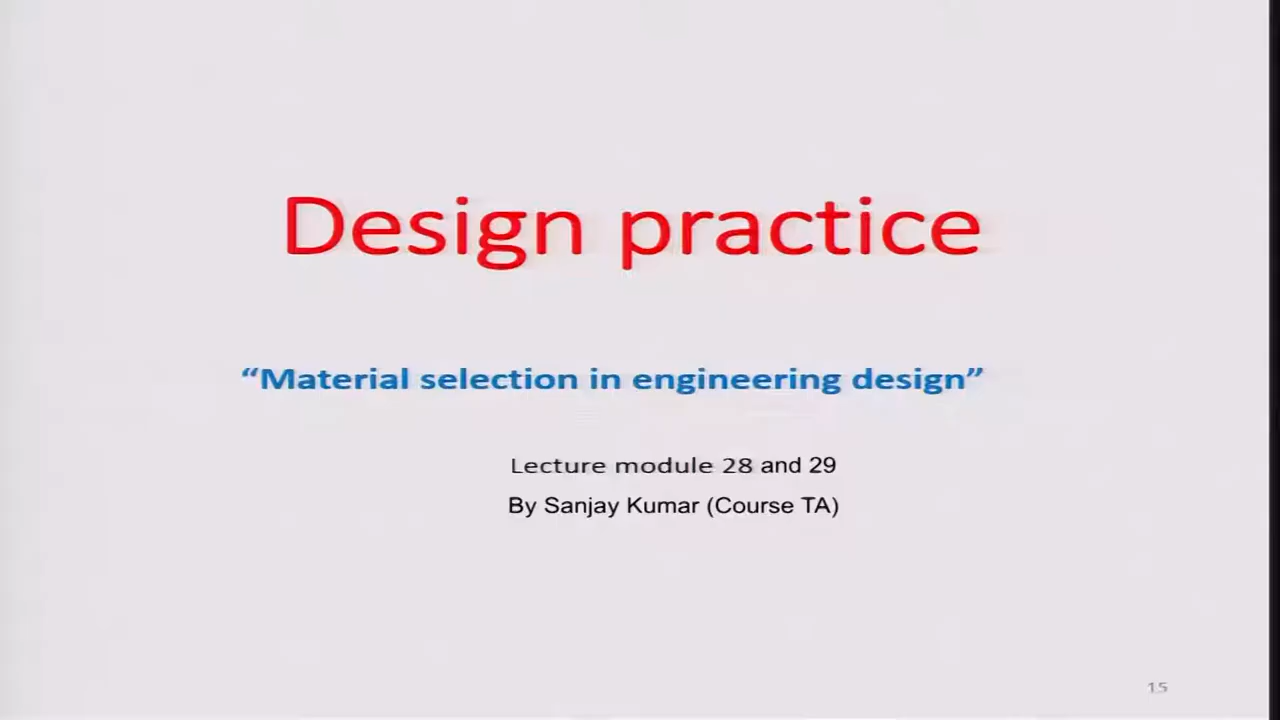 Design practice
“Material selection in engineering design”
Lecture module 28 and 29
By Sanjay Kumar (Course TA)
15